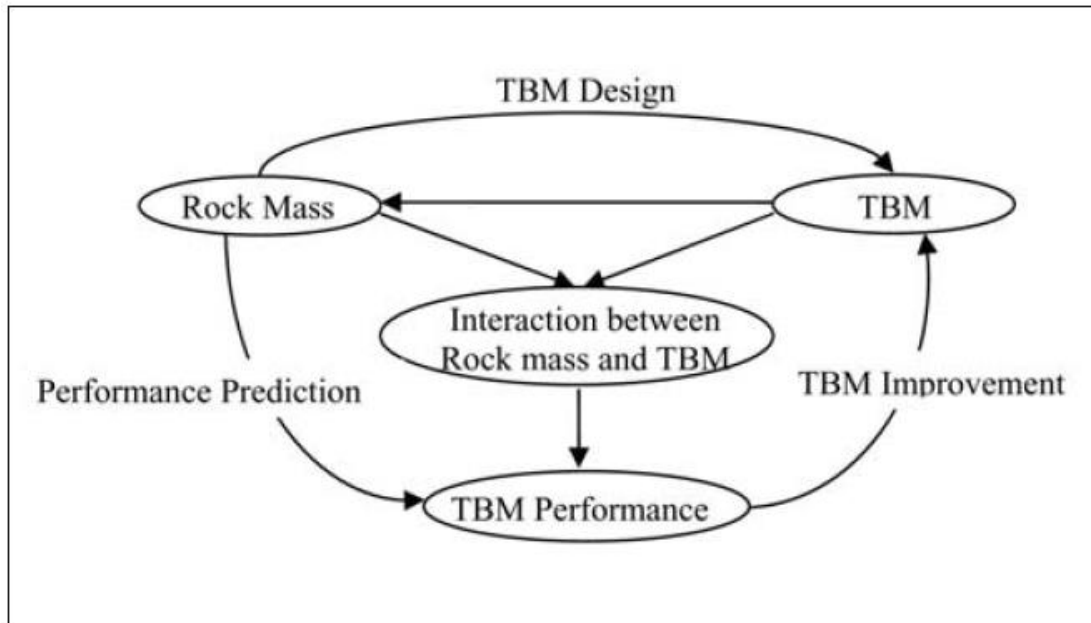 TBM Design
Rock Mass
TBM
Interaction between
Rock mass and TBM
Performance Prediction
TBM Improvement
TBM Performance